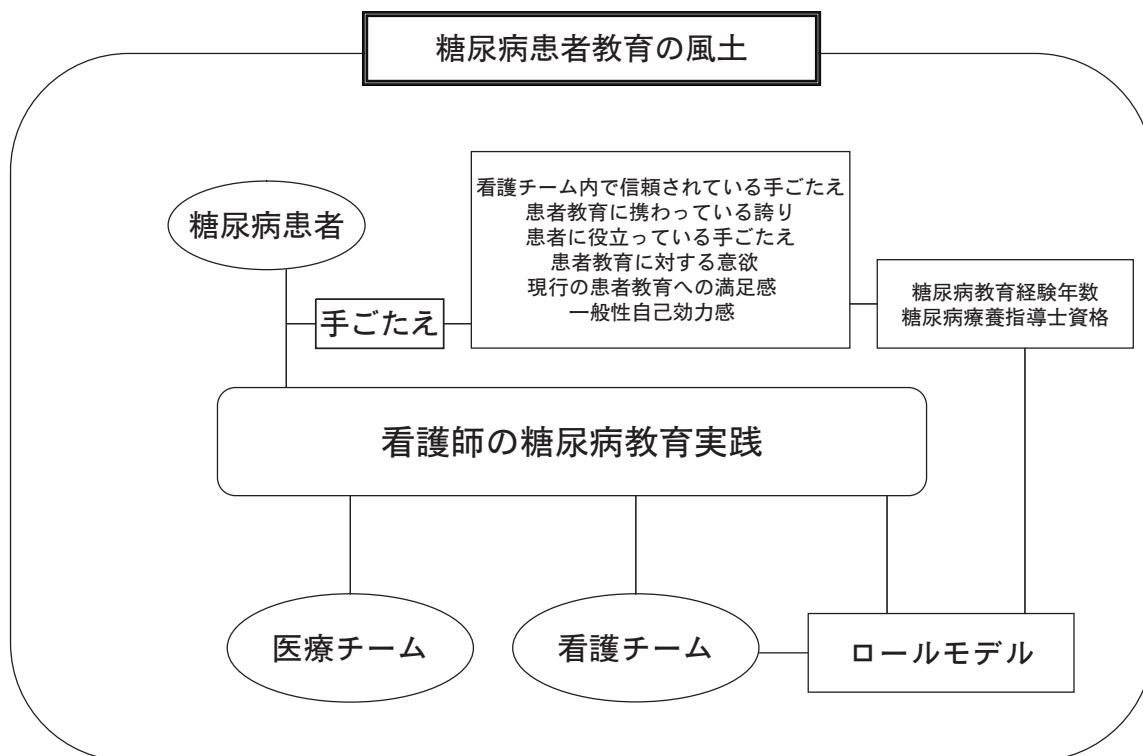 糖尿病患者教育の風土
糖尿病患者
看護チーム内で信頼されている手ごたえ
患者教育に携わっている誇り
患者に役立っている手ごたえ
患者教育に対する意欲
現行の患者教育への満足感
一般性自己効力感
手ごたえ
糖尿病教育経験年数
糖尿病療養指導士資格
看護師の糖尿病教育実践
医療チーム
看護チーム
ロールモデル